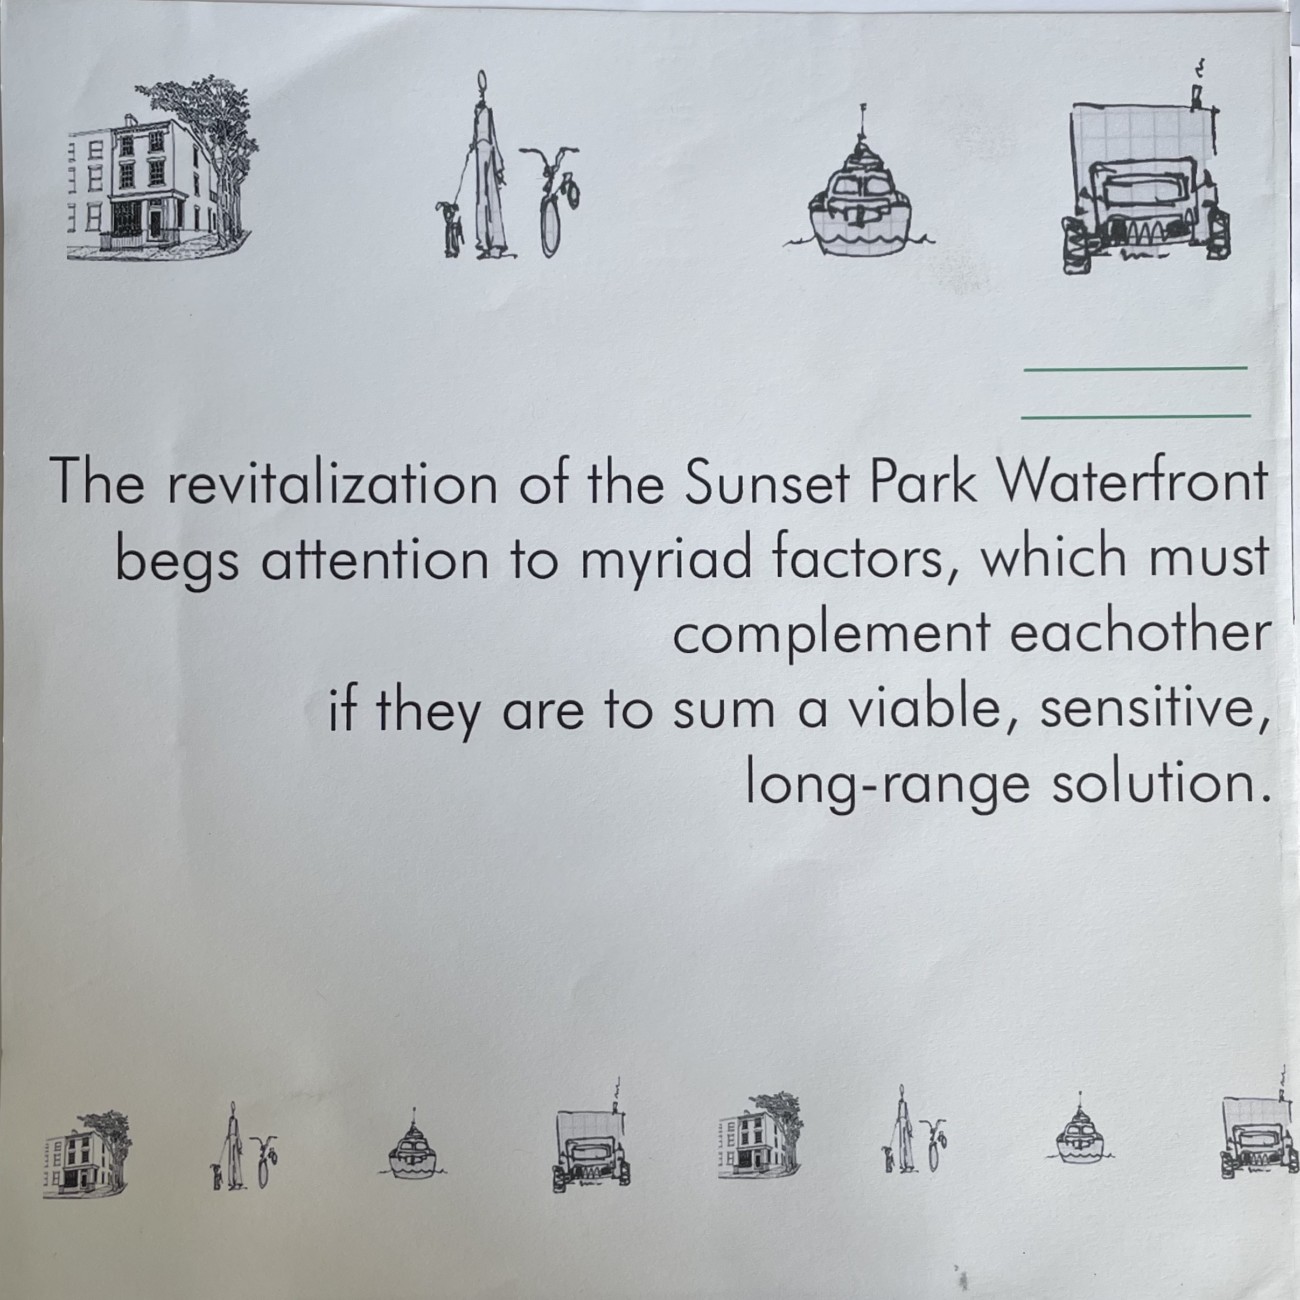 The revitalization of the Sunset Park Waterfront
begs attention to myriad factors, which must
complement eachother
if they are to sum a viable, sensitive,
long-range solution.